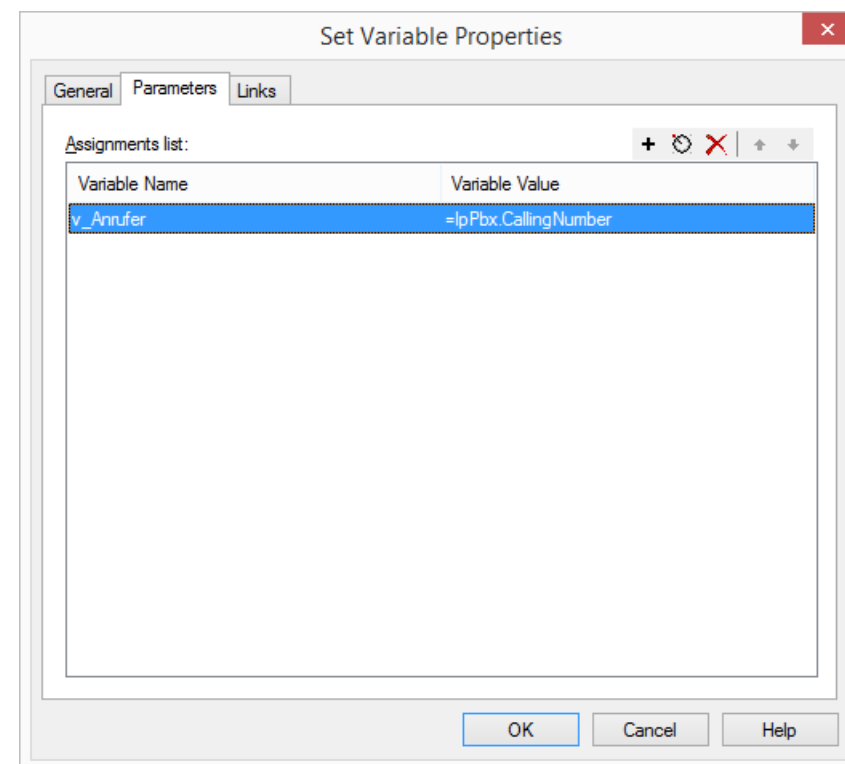 Set Variable Properties
General Parameters Links
Assignments list:
Variable Name Variable Value
v_Anrufer =IpPbx.CallingNumber
OK Cancel Help